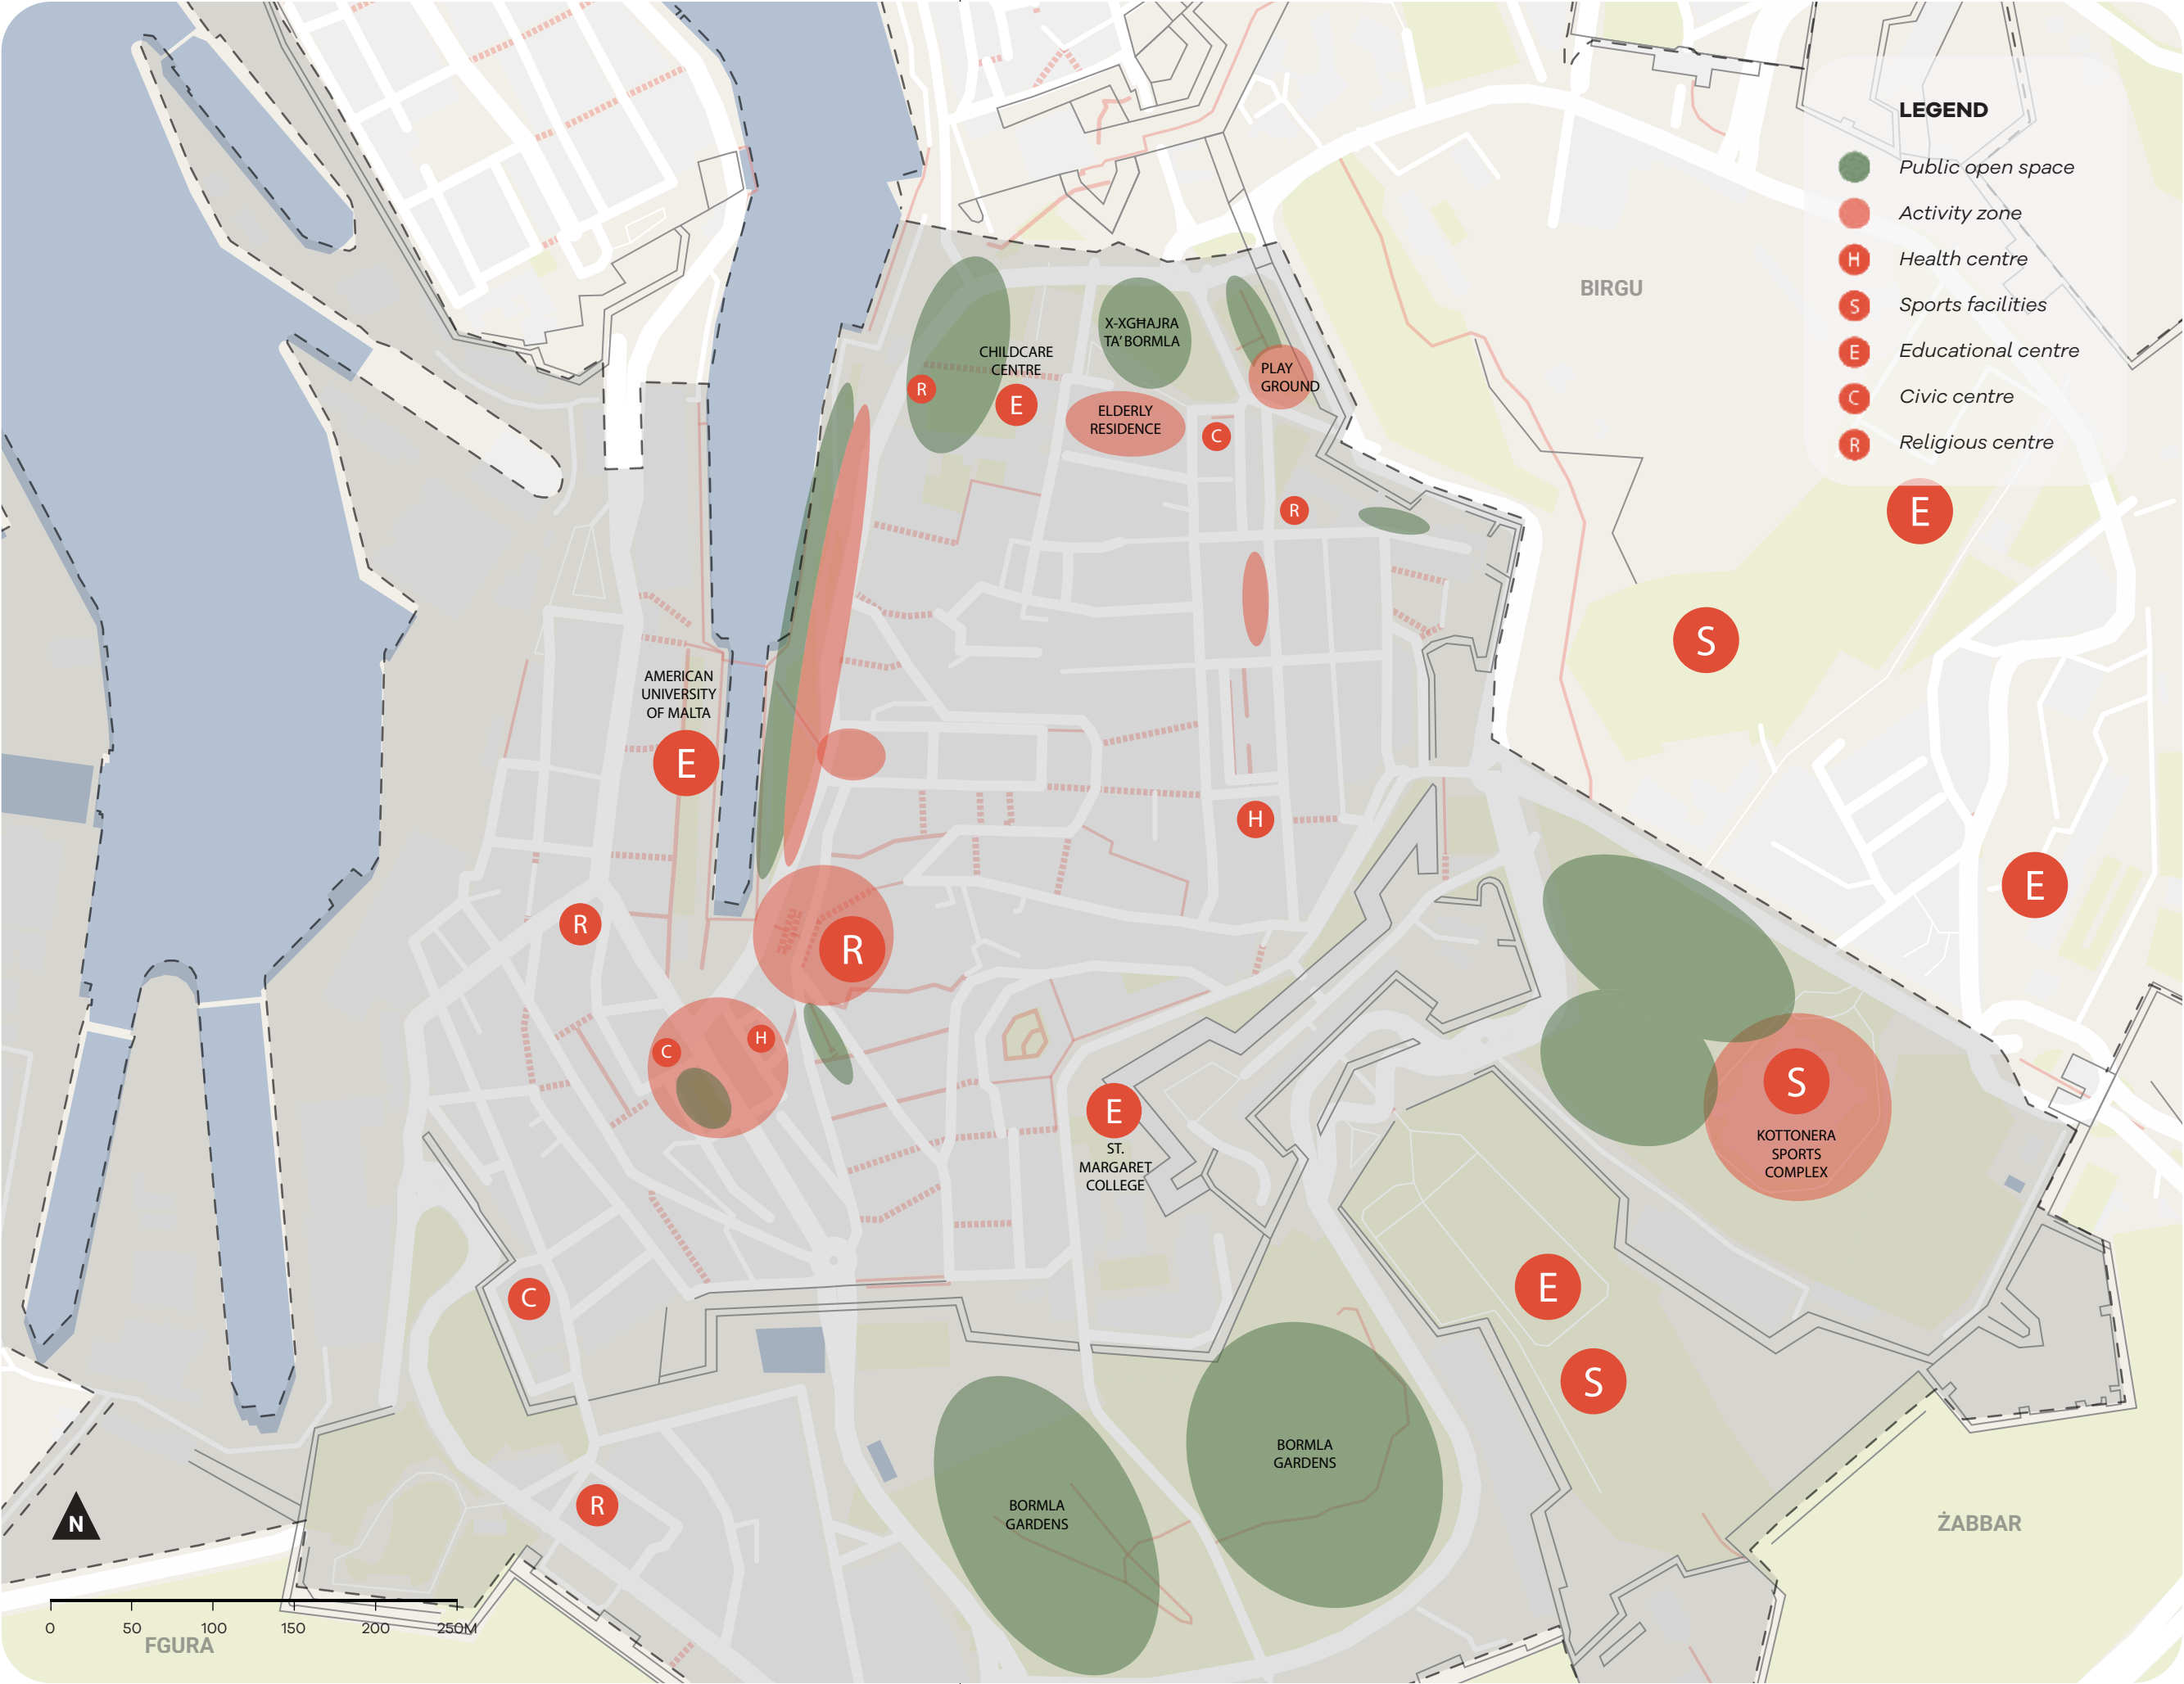 LEGEND
Public open space
Activity zone
H Health centre
S Sports facilities
E Educational centre
C Civic centre
R Religious centre
BIRGU
X-XGĦAJRA
TA' BORMLA
CHILDCARE
CENTRE
PLAY
GROUND
R
E
ELDERLY
RESIDENCE
C
R
E
S
AMERICAN
UNIVERSITY
OF MALTA
E
H
E
R
R
C
H
S
E
ST.
MARGARET
COLLEGE
KOTTONERA
SPORTS
COMPLEX
E
C
S
BORMLA
GARDENS
R
BORMLA
GARDENS
ŻABBAR
N
0 50 100 150 200 250M
FGURA